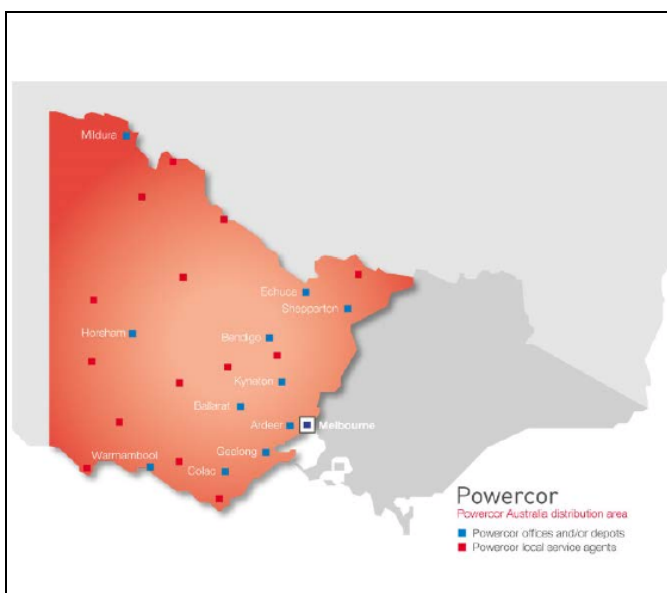 Mildura
Echuca
Shepparton
Horsham
Bendigo
Kyneton
Ballarat
Ardeer
Melbourne
Geelong
Warrnambool
Colac
Powercor
Powercor Australia distribution area
Powercor offices and/or depots
Powercor local service agents